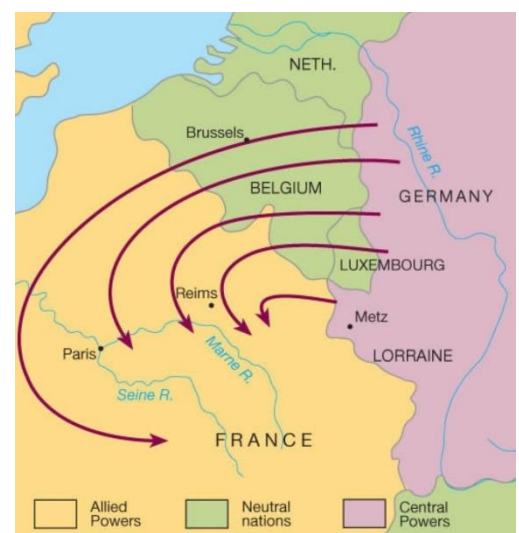 NETH.
Brussels
Rhine R.
BELGIUM
GERMANY
LUXEMBOURG
Reims
Metz
Paris
Marne R.
LORRAINE
Seine R.
FRANCE
Allied
Powers
Neutral
nations
Central
Powers